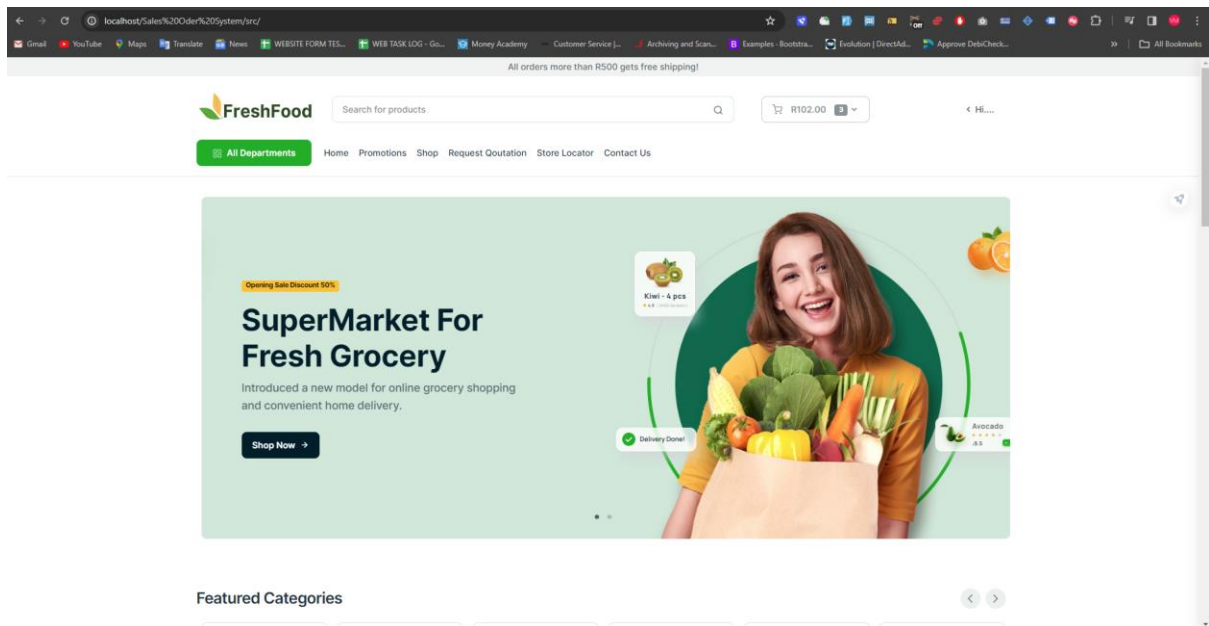 localhost/Sales%20Oder%20System/src/
off
Gmail
YouTube
Maps
Translate
News
WEBSITE FORM TES...
WEB TASK LOG - Go...
Money Academy
Customer Service |...
Archiving and Scan...
Examples · Bootstra...
Evolution | DirectAd...
Approve DebiCheck...
»
All Bookmarks
All orders more than R500 gets free shipping!
FreshFood
Search for products
R102.00 3
Hi....
All Departments
Home
Promotions
Shop
Request Qoutation
Store Locator
Contact Us
Opening Sale Discount 50%
SuperMarket For
Fresh Grocery
Introduced a new model for online grocery shopping
and convenient home delivery.
Shop Now →
Kiwi - 4 pcs
Delivery Done!
Avocado
Featured Categories